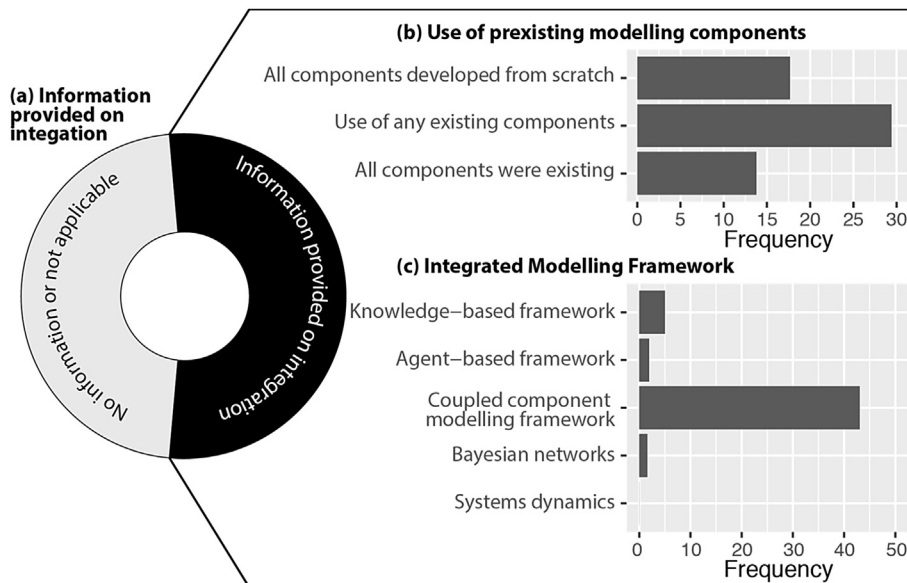 (b) Use of prexisting modelling components
(a) Information
provided on
integation
No information or not applicable
Information provided on integration
All components developed from scratch
Use of any existing components
All components were existing
0 5 10 15 20 25 30
Frequency
(c) Integrated Modelling Framework
Knowledge–based framework
Agent–based framework
Coupled component
modelling framework
Bayesian networks
Systems dynamics
0 10 20 30 40 50
Frequency